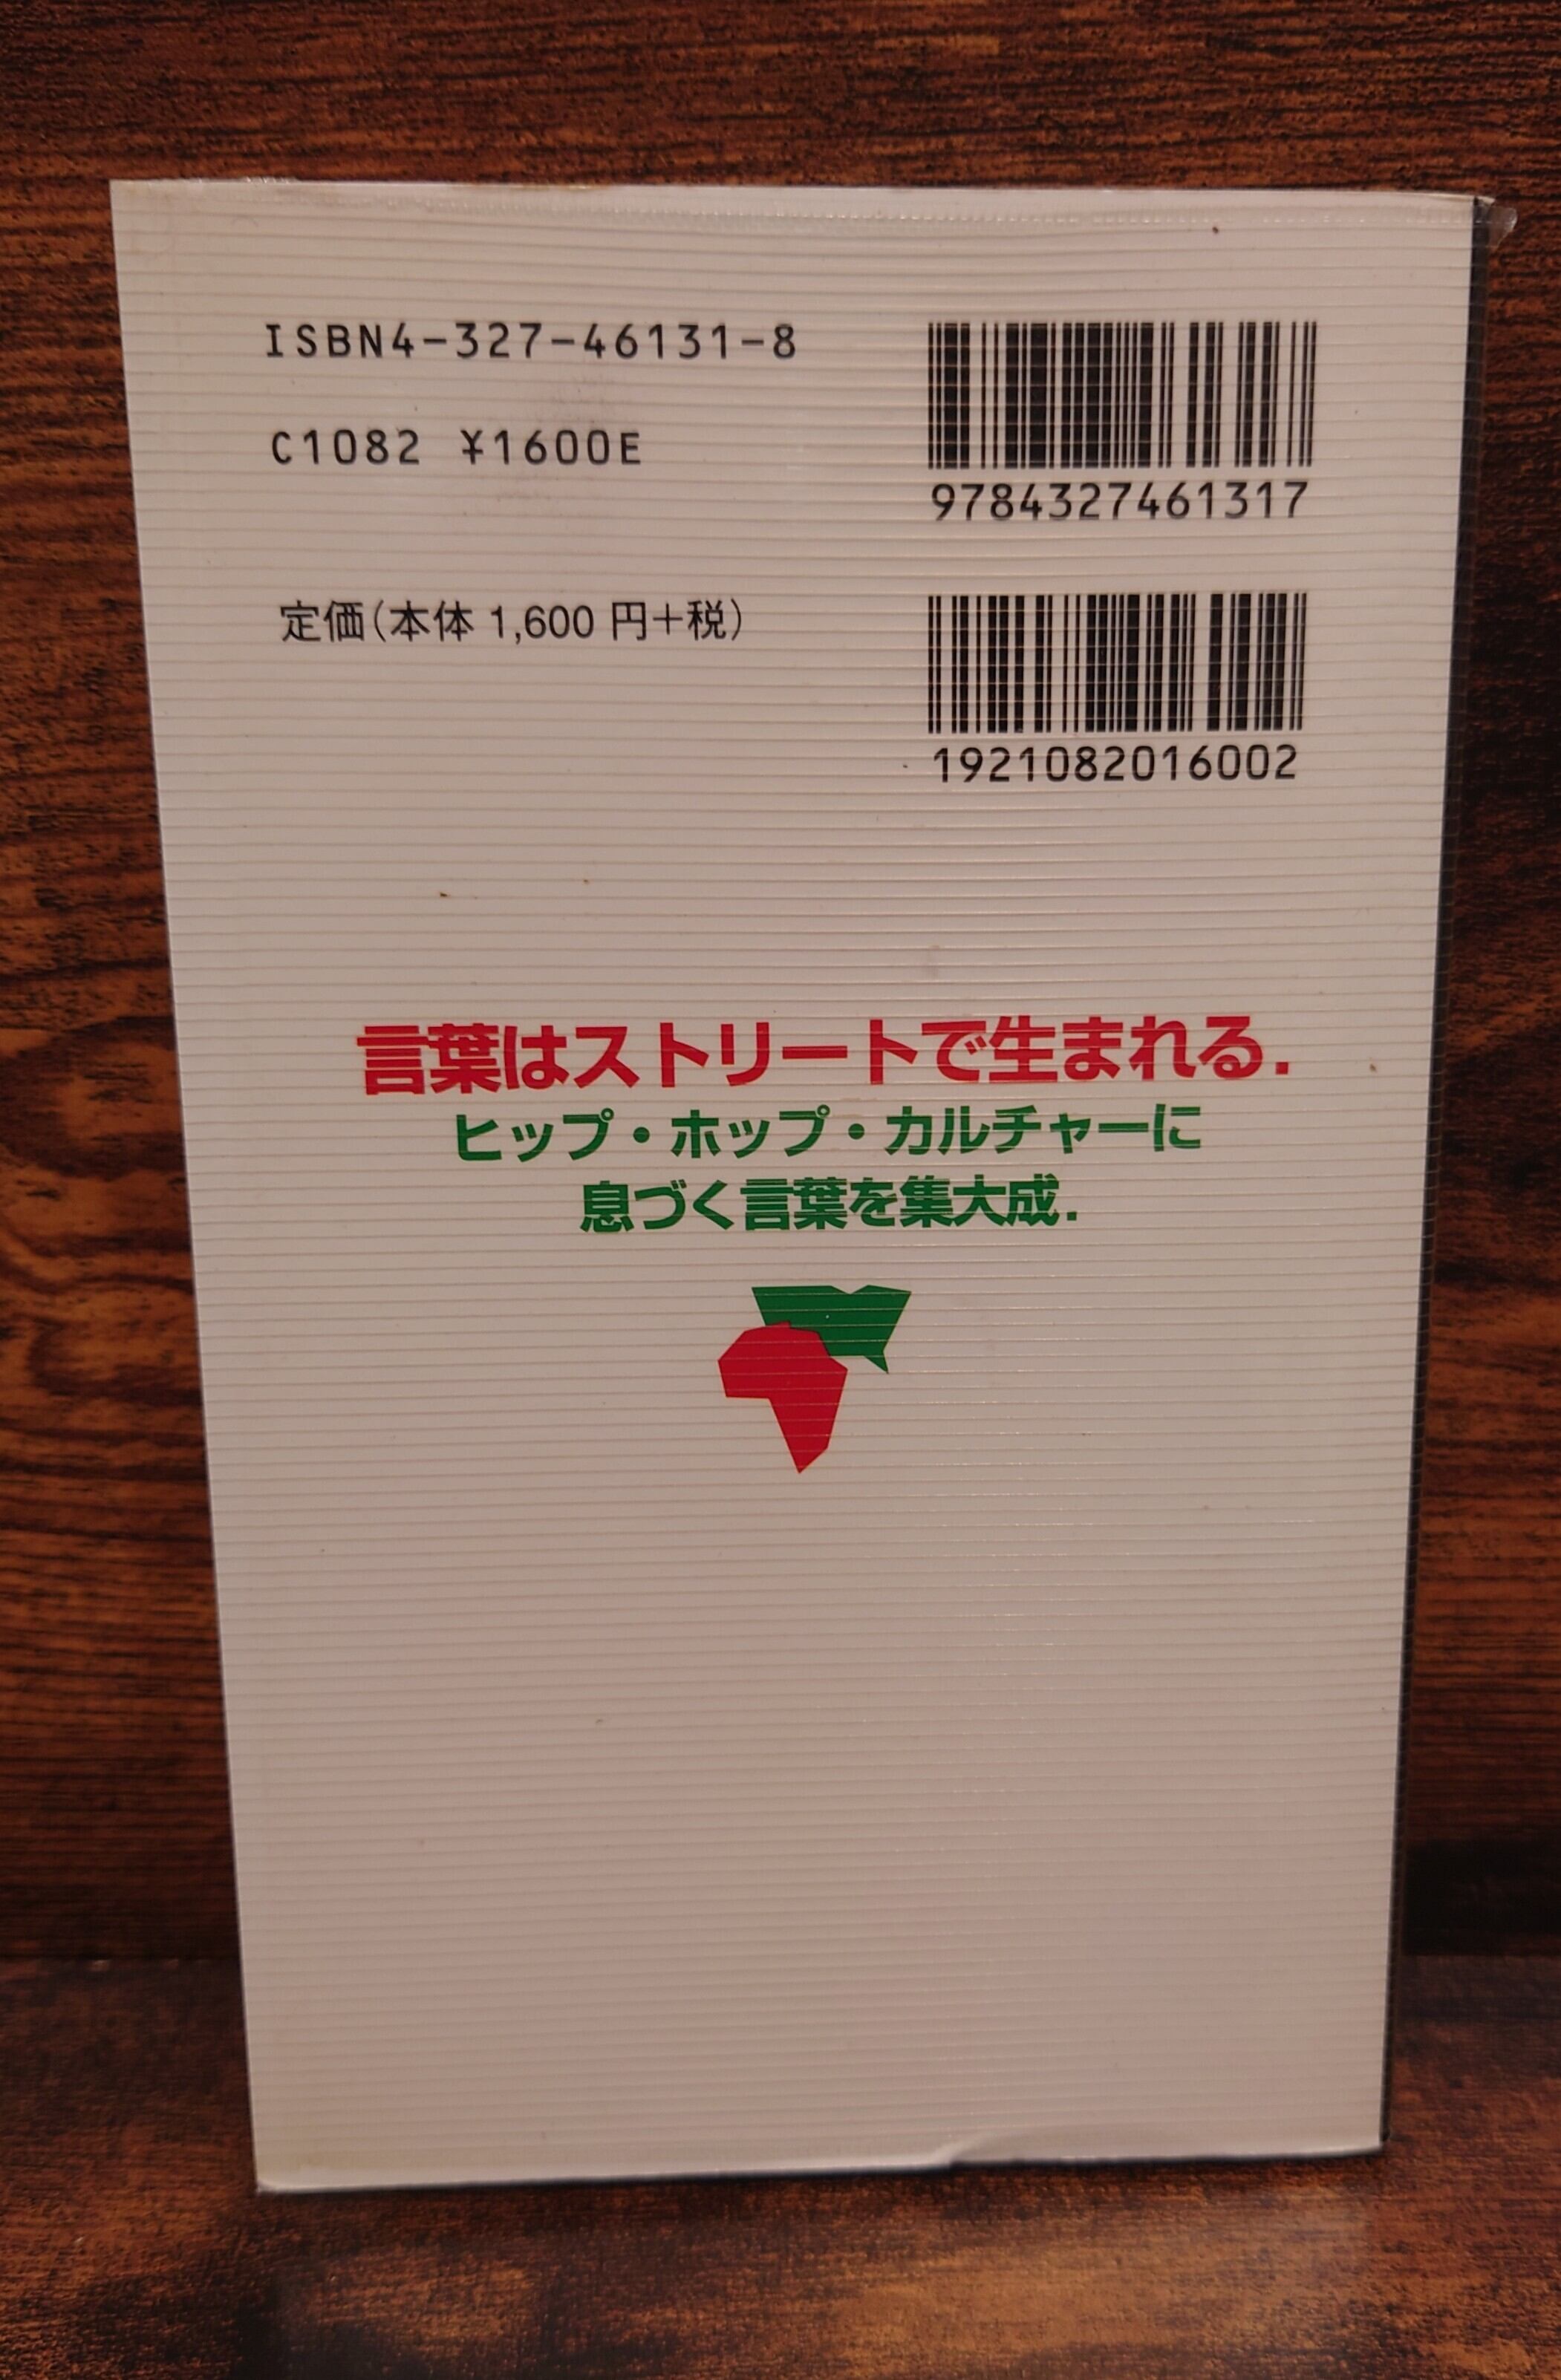 ISBN4-327-46131-8
C1082 ¥1600E
9784327461317
定価(本体 1,600 円+税)
1921082016002
言葉はストリートで生まれる.
ヒップ・ホップ・カルチャーに
息づく言葉を集大成.